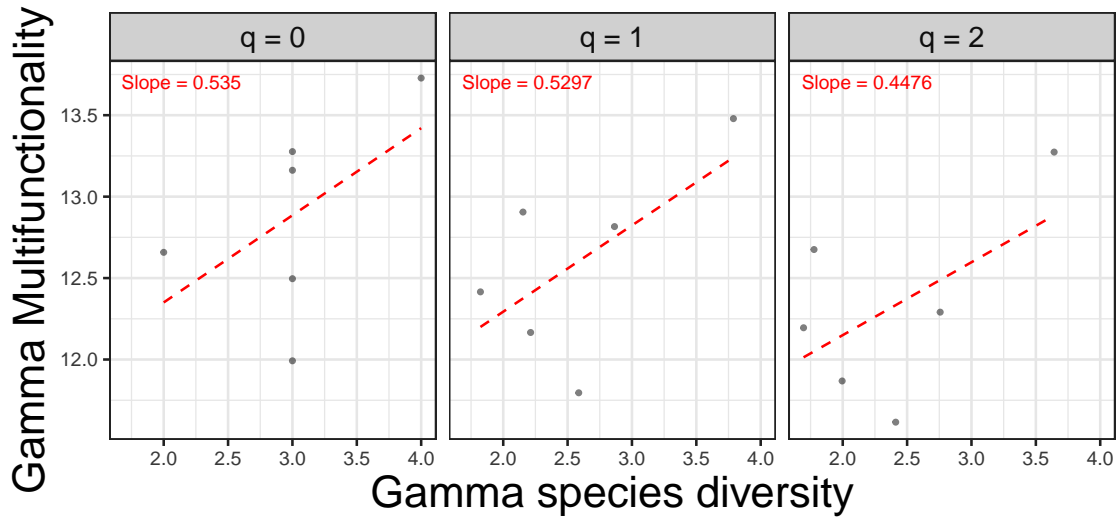 Gamma Multifunctionality
q = 0
q = 1
q = 2
Slope = 0.535
Slope = 0.5297
Slope = 0.4476
13.5
13.0
12.5
12.0
2.0 2.5 3.0 3.5 4.0
2.0 2.5 3.0 3.5 4.0
2.0 2.5 3.0 3.5 4.0
Gamma species diversity